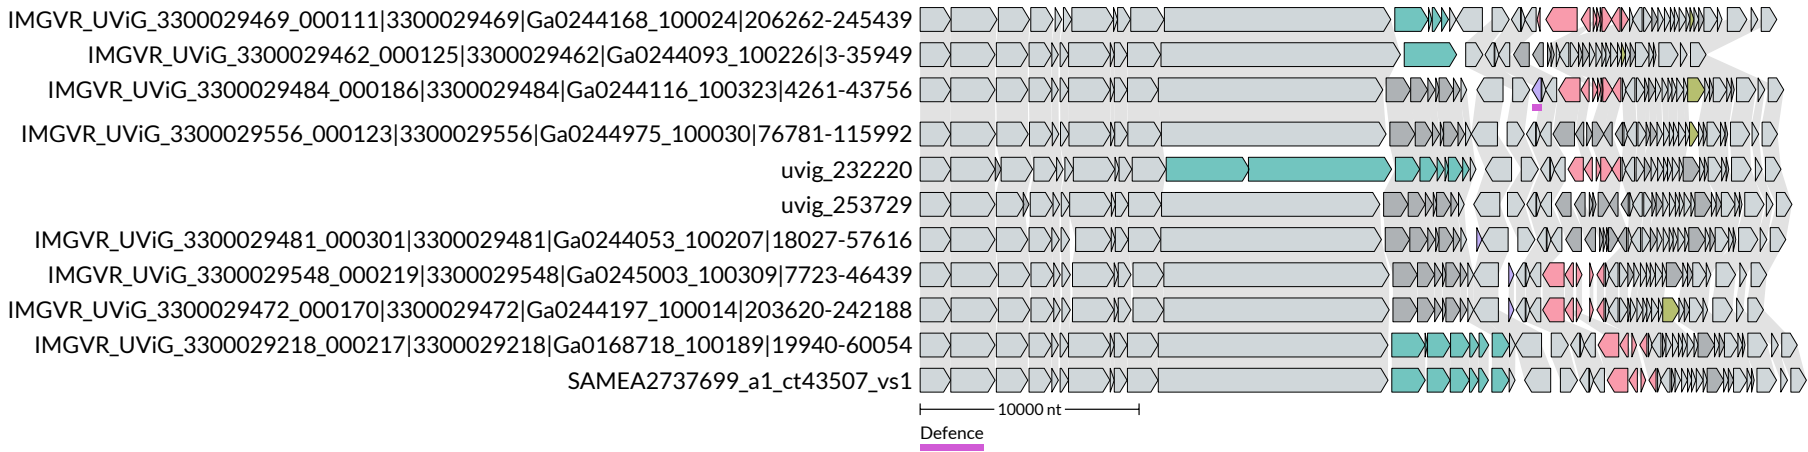 IMGVR_UViG_3300029469_000111|3300029469|Ga0244168_100024|206262-245439
IMGVR_UViG_3300029462_000125|3300029462|Ga0244093_100226|3-35949
IMGVR_UViG_3300029484_000186|3300029484|Ga0244116_100323|4261-43756
IMGVR_UViG_3300029556_000123|3300029556|Ga0244975_100030|76781-115992
uvig_232220
uvig_253729
IMGVR_UViG_3300029481_000301|3300029481|Ga0244053_100207|18027-57616
IMGVR_UViG_3300029548_000219|3300029548|Ga0245003_100309|7723-46439
IMGVR_UViG_3300029472_000170|3300029472|Ga0244197_100014|203620-242188
IMGVR_UViG_3300029218_000217|3300029218|Ga0168718_100189|19940-60054
SAMEA2737699_a1_ct43507_vs1
10000 nt
Defence